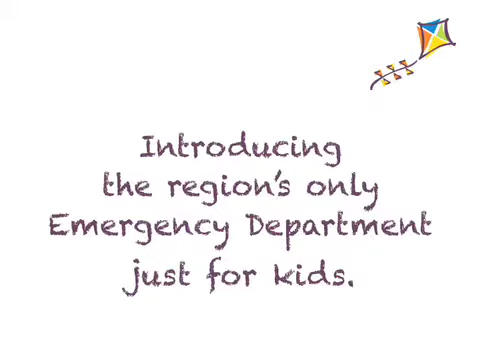 Introducing
the region's only
Emergency Department
just for kids.